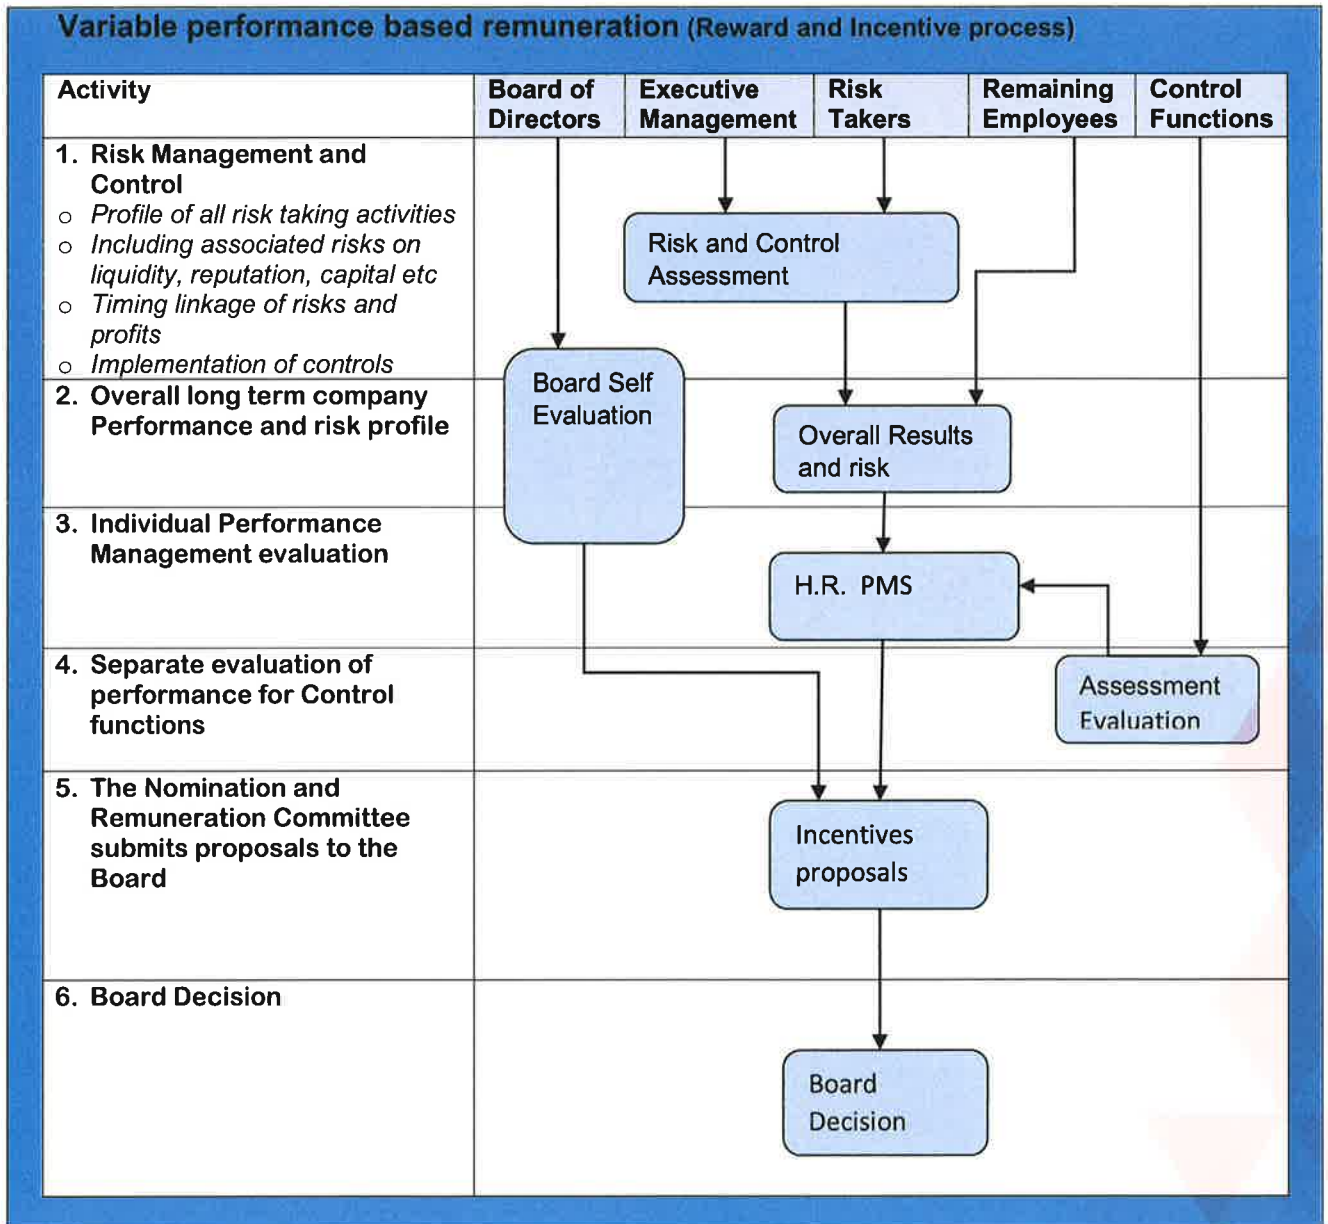 Variable performance based remuneration (Reward and Incentive process)
Activity
Board of
Directors
Executive
Management
Risk
Takers
Remaining
Employees
Control
Functions
1. Risk Management and
Control
o Profile of all risk taking activities
o Including associated risks on
liquidity, reputation, capital etc
o Timing linkage of risks and
profits
o Implementation of controls
Risk and Control
Assessment
Board Self
Evaluation
2. Overall long term company
Performance and risk profile
Overall Results
and risk
3. Individual Performance
Management evaluation
H.R. PMS
4. Separate evaluation of
performance for Control
functions
Assessment
Evaluation
5. The Nomination and
Remuneration Committee
submits proposals to the
Board
Incentives
proposals
6. Board Decision
Board
Decision